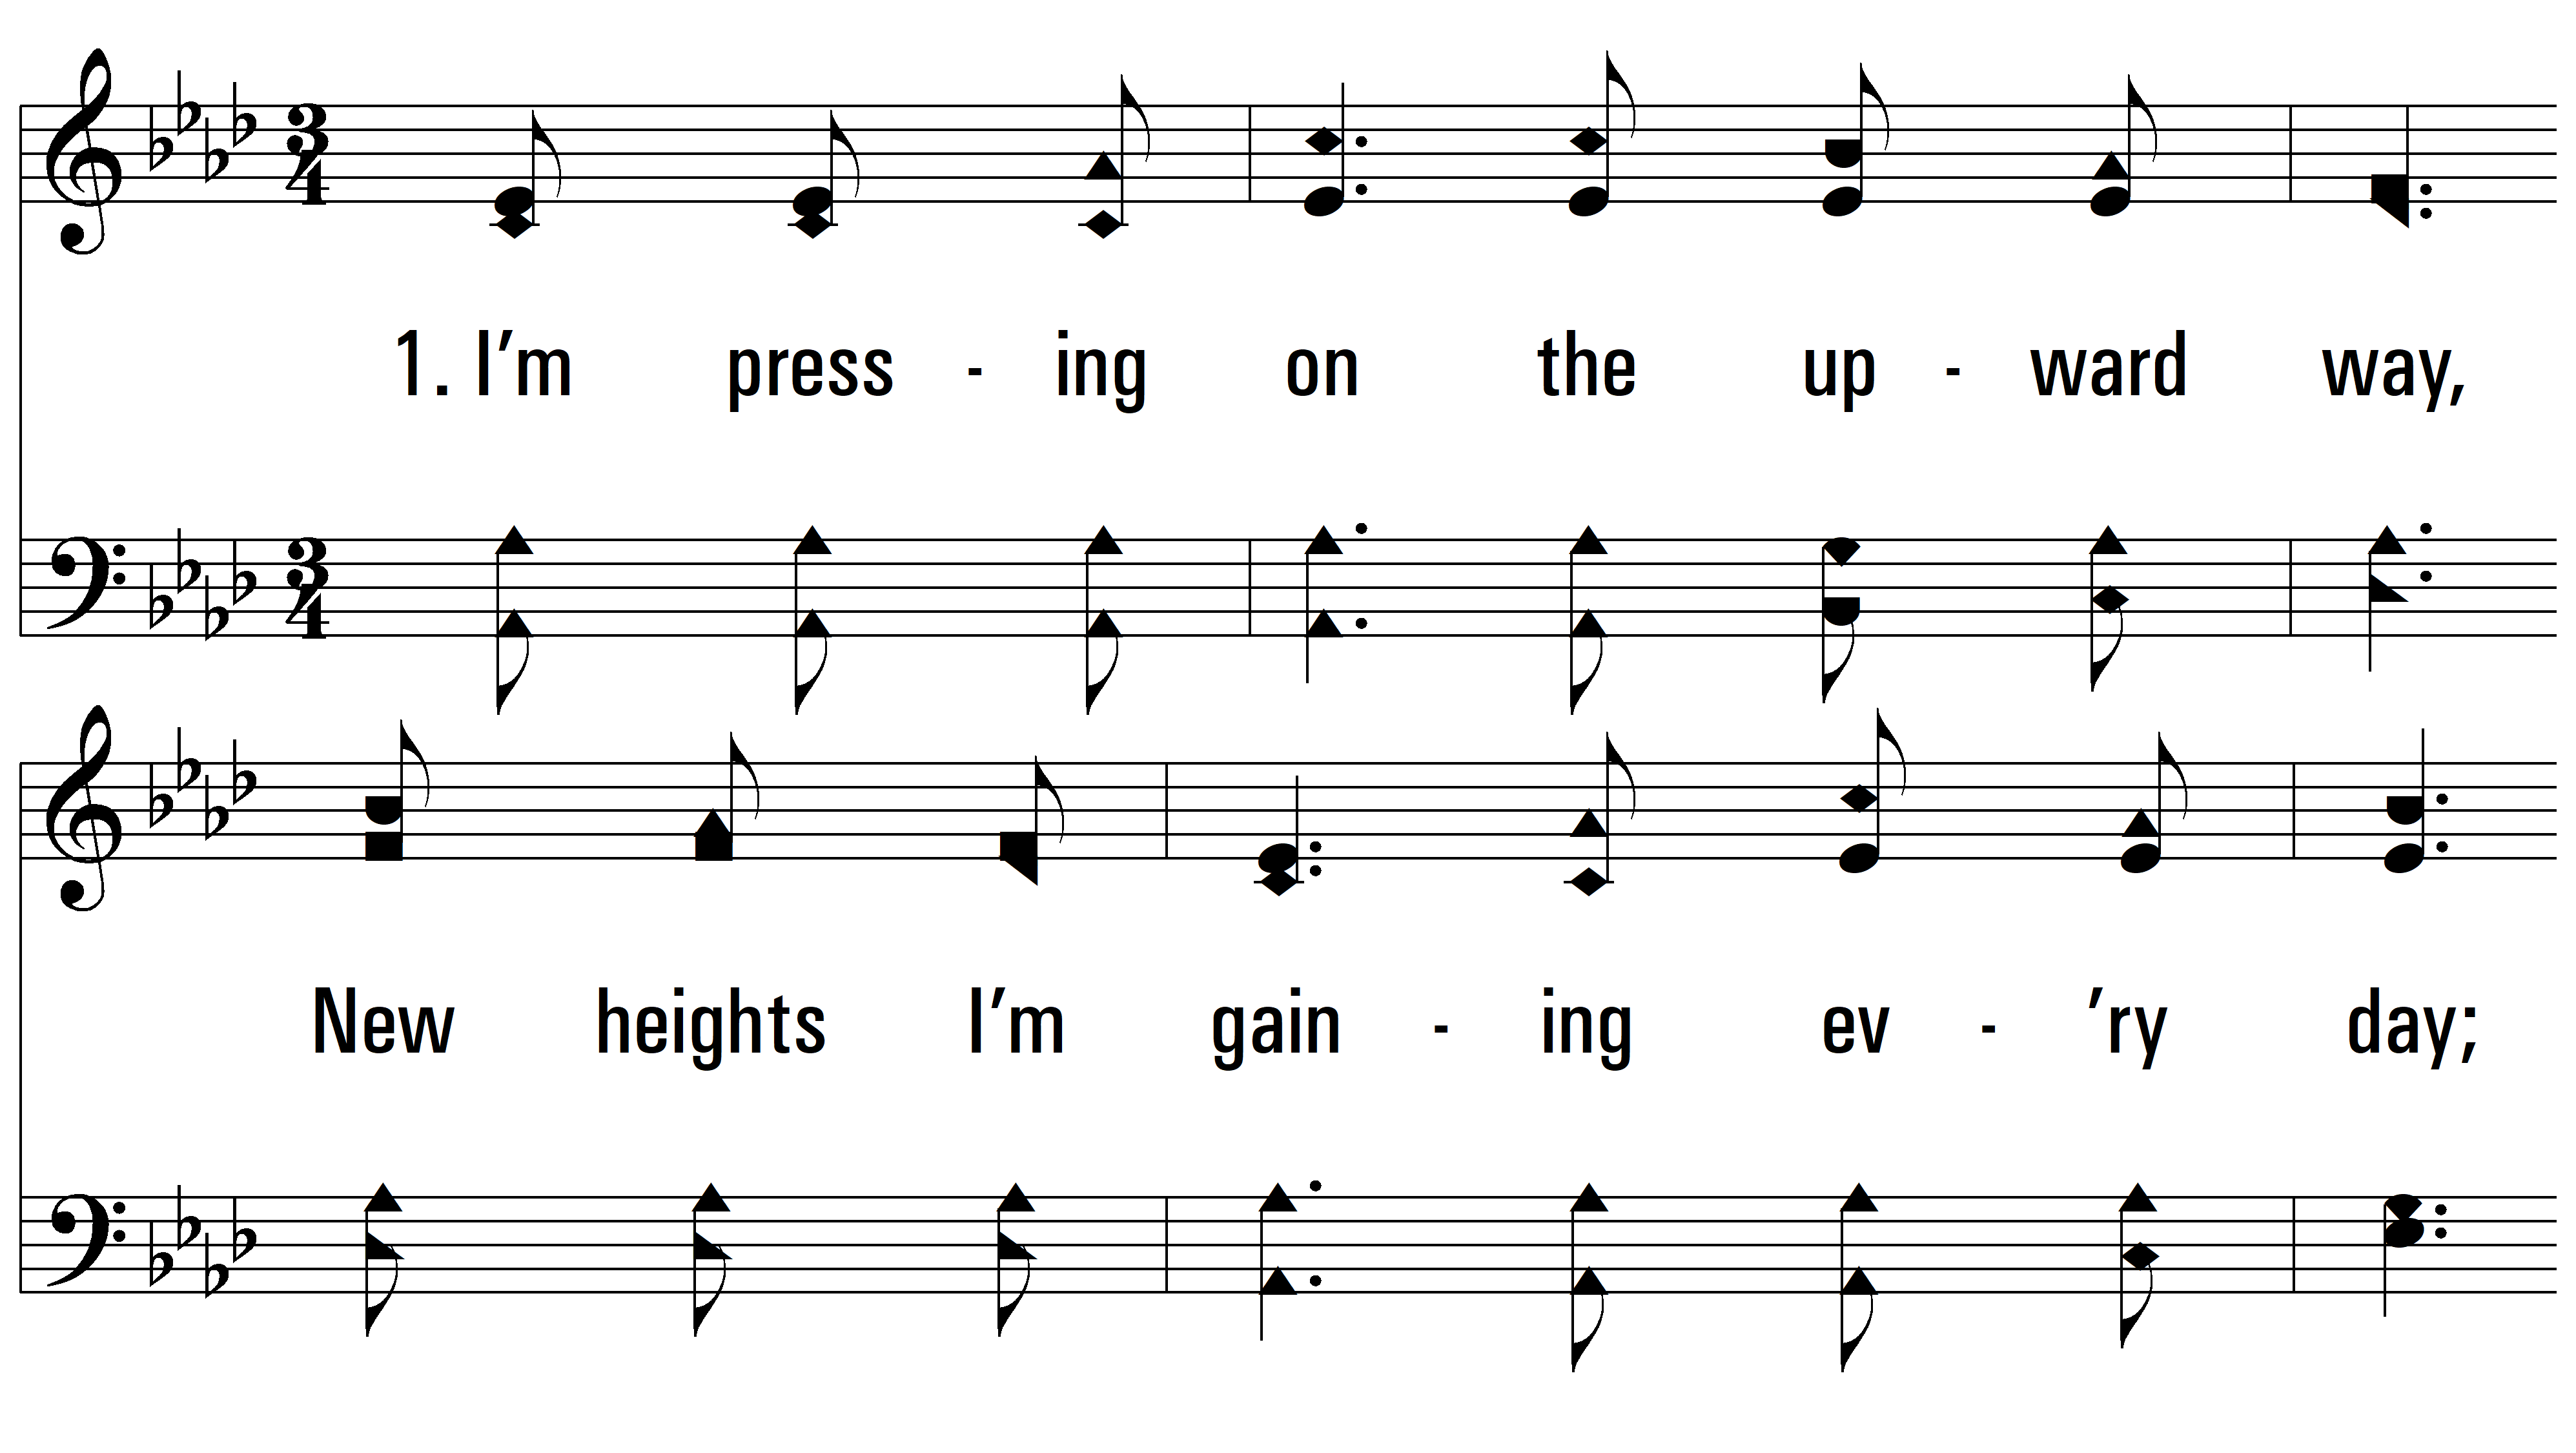 1. I’m press - ing on the up - ward way,
New heights I’m gain - ing ev - ’ry day;